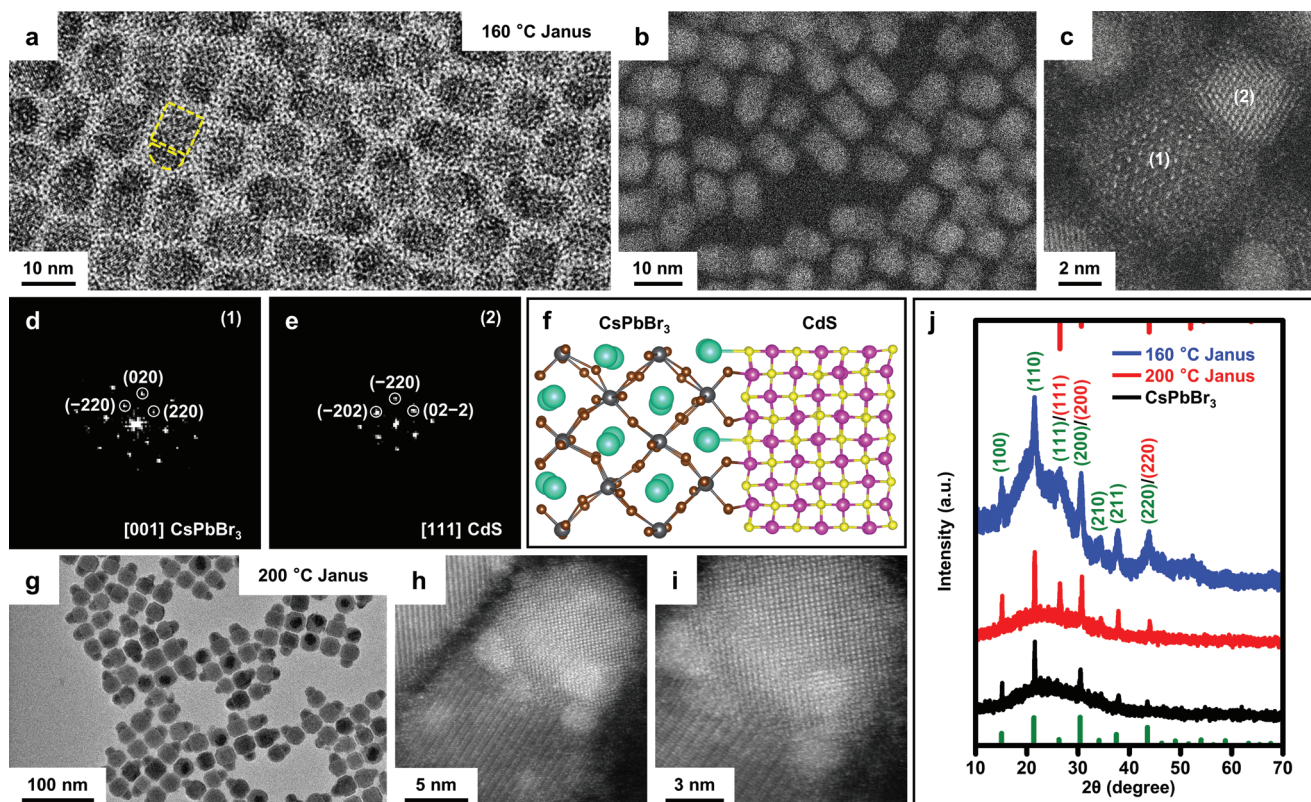 a
160 °C Janus
10 nm
b
10 nm
c
(1)
(2)
2 nm
d
(1)
(020)
(−220)
(220)
[001] CsPbBr₃
e
(2)
(−220)
(−202)
(02−2)
[111] CdS
f
CsPbBr₃
CdS
g
200 °C Janus
100 nm
h
5 nm
i
3 nm
j
160 °C Janus
200 °C Janus
CsPbBr₃
(100)
(110)
(111)/(111)
(200)/(200)
(210)
(211)
(220)/(220)
Intensity (a.u.)
10 20 30 40 50 60 70
2θ (degree)